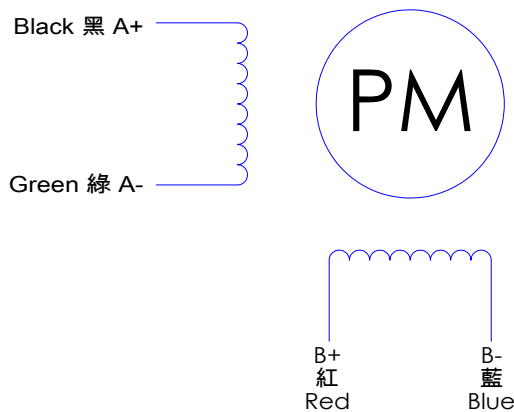 Black 黑 A+
PM
Green 綠 A-
B+
紅
Red
B-
藍
Blue